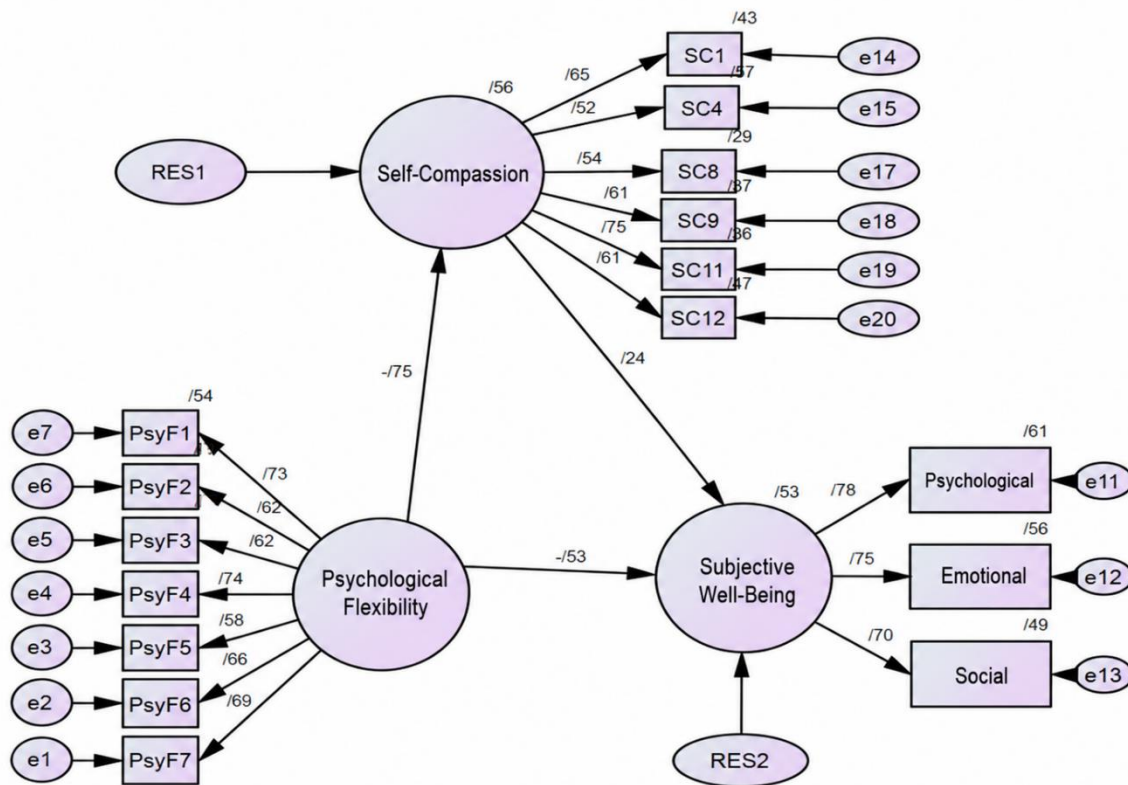 /43
SC1
e14
/56
/65
/57
/52
SC4
e15
Self-Compassion
RES1
/29
/54
SC8
e17
/37
/61
SC9
e18
/36
/75
SC11
e19
/47
/61
SC12
e20
/24
-/75
/54
e7
PsyF1
/73
e6
PsyF2
/62
e5
PsyF3
/62
e4
PsyF4
/74
e3
PsyF5
/58
e2
PsyF6
/66
e1
PsyF7
/69
Psychological
Flexibility
-/53
/53
Subjective
Well-Being
/61
/78
Psychological
e11
/56
/75
Emotional
e12
/49
/70
Social
e13
RES2